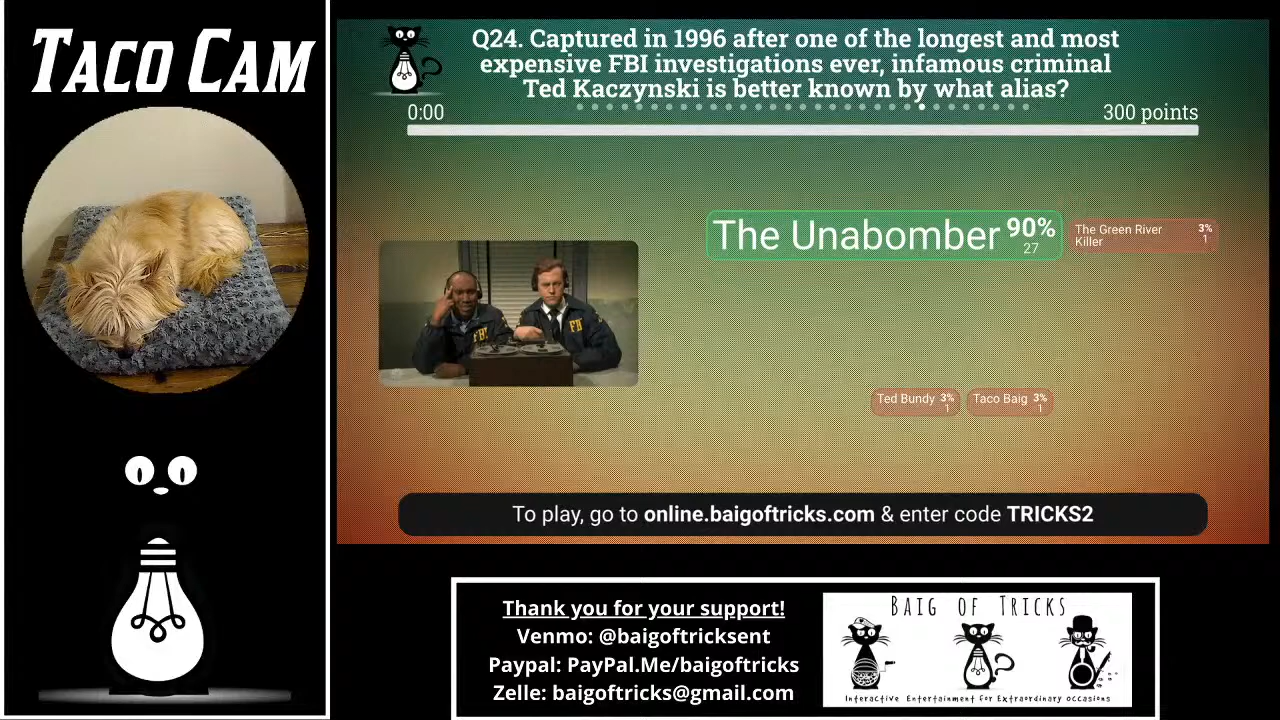 TACO CAM
Q24. Captured in 1996 after one of the longest and most
expensive FBI investigations ever, infamous criminal
Ted Kaczynski is better known by what alias?
0:00
300 points
The Unabomber 90%
27
The Green River
Killer
3%
1
FBI
Ted Bundy 3%
1
Taco Baig 3%
1
To play, go to online.baigoftricks.com & enter code TRICKS2
Thank you for your support!
Venmo: @baigoftricksent
Paypal: PayPal.Me/baigoftricks
Zelle: baigoftricks@gmail.com
BAIG OF TRICKS
Interactive Entertainment for Extraordinary occasions